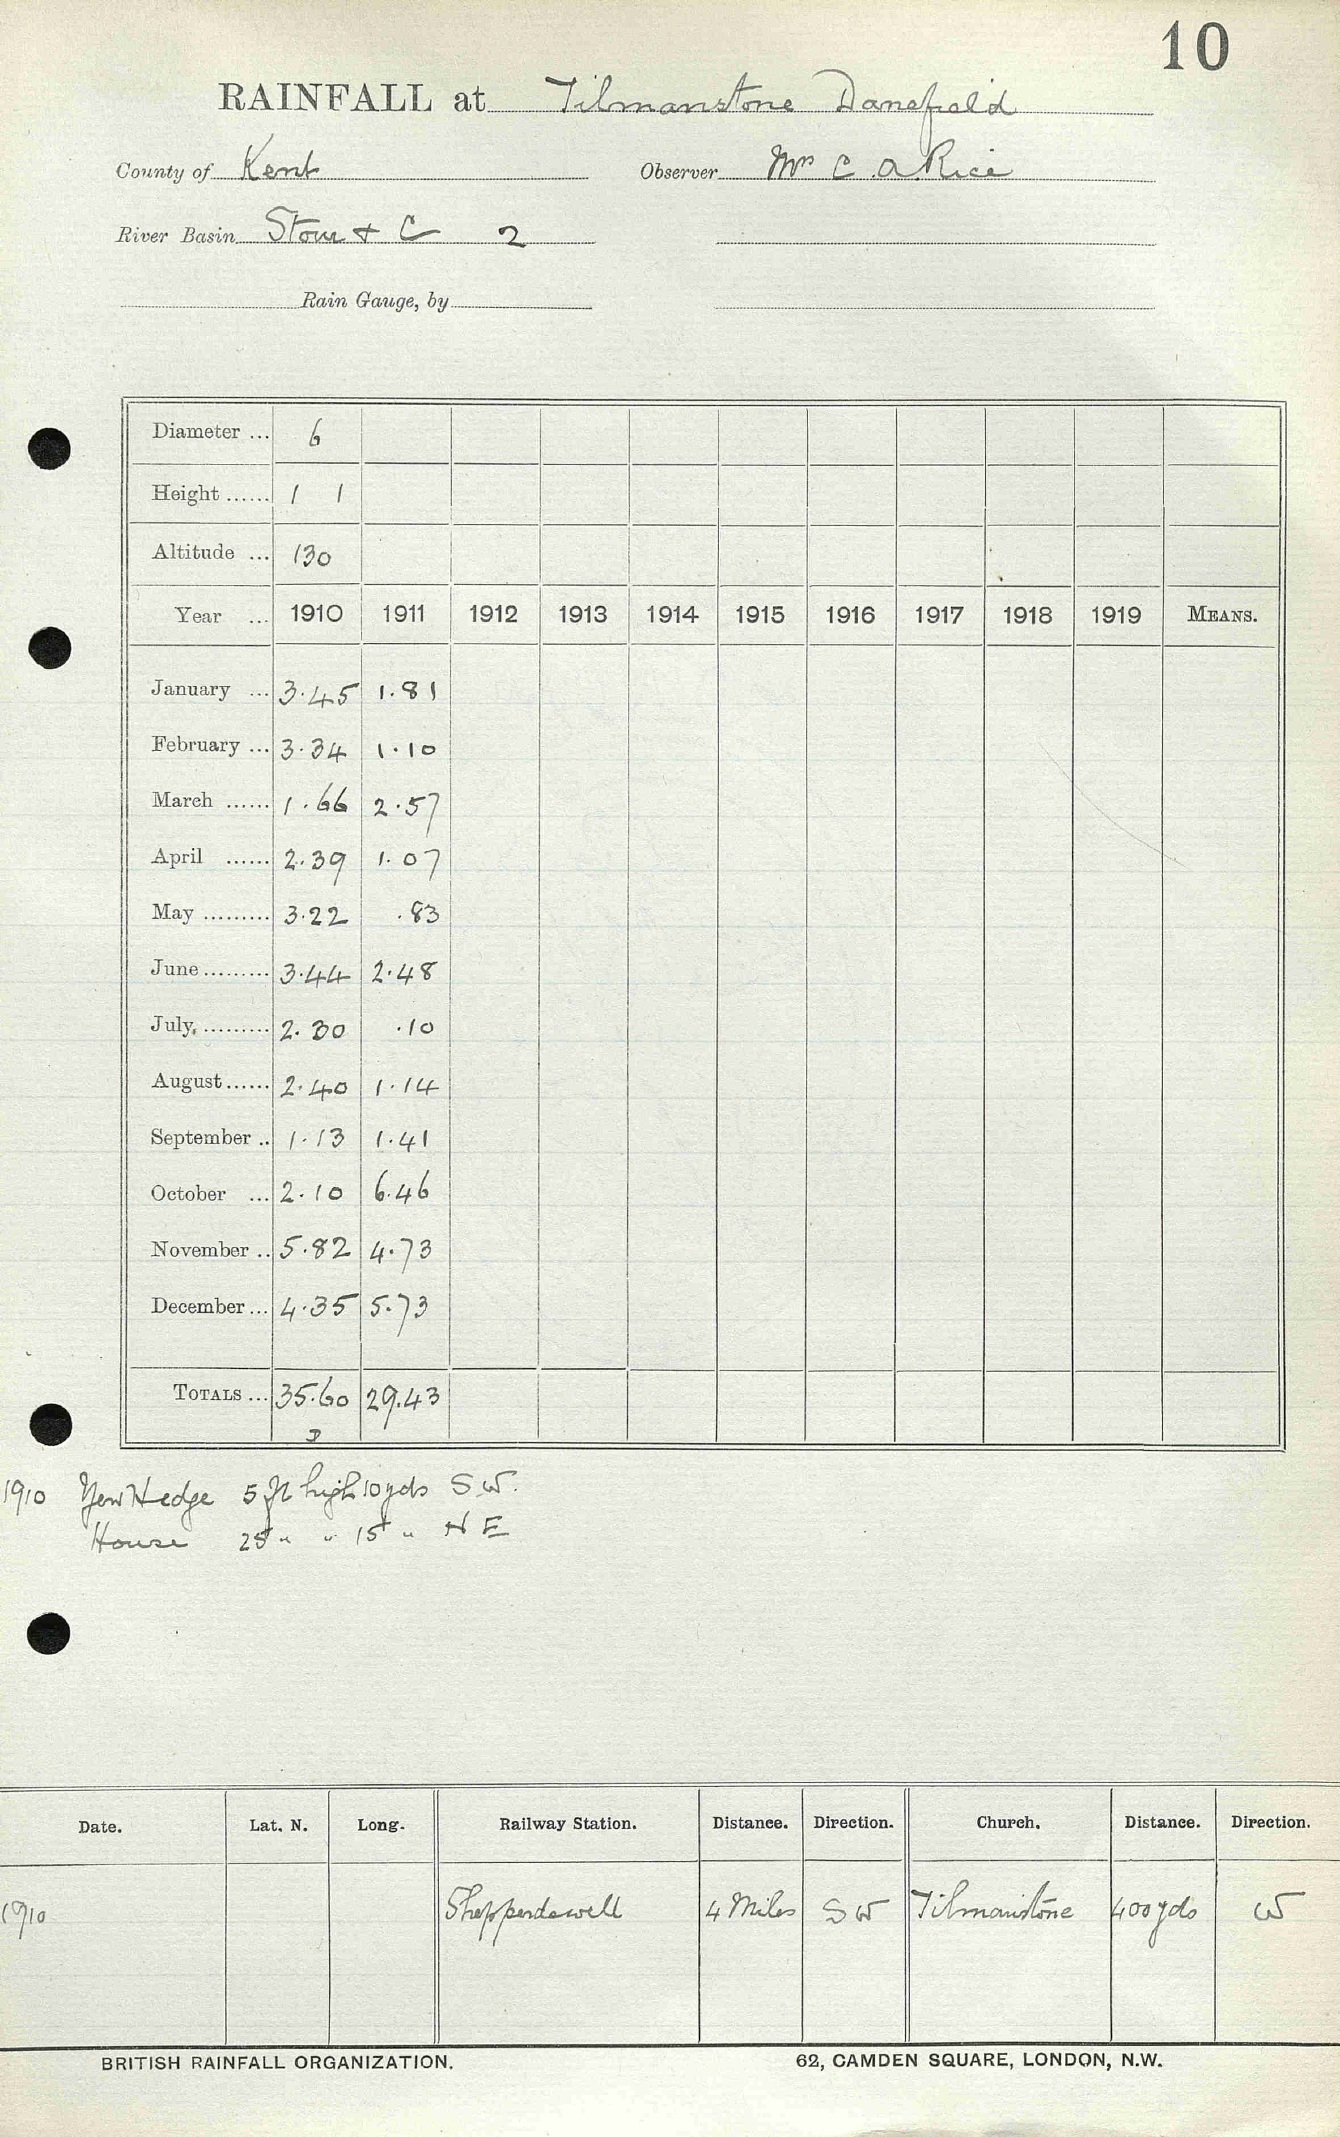 10
RAINFALL at Tilmanstone Danefield
County of Kent Observer Mrs C. A. Rice
River Basin Stour & C 2
Rain Gauge, by
Diameter ... 6
Height ...... 1 1
Altitude ... 130
Year ... 1910 1911 1912 1913 1914 1915 1916 1917 1918 1919 MEANS.
January ... 3.45 1.81
February ... 3.34 1.10
March ...... 1.66 2.57
April ...... 2.39 1.07
May ......... 3.22 .83
June ......... 3.44 2.48
July ......... 2.30 .10
August ...... 2.40 1.14
September .. 1.13 1.41
October ... 2.10 6.46
November .. 5.82 4.73
December ... 4.35 5.73
TOTALS ... 35.60 29.43
1910 Yew Hedge 5 ft high 10 yds S.W.
House 25 " " 15 " N E
Date. Lat. N. Long. Railway Station. Distance. Direction. Church. Distance. Direction.
1910 Shepperdswell 4 Miles SW Tilmanstone 400 yds W
BRITISH RAINFALL ORGANIZATION. 62, CAMDEN SQUARE, LONDON, N.W.